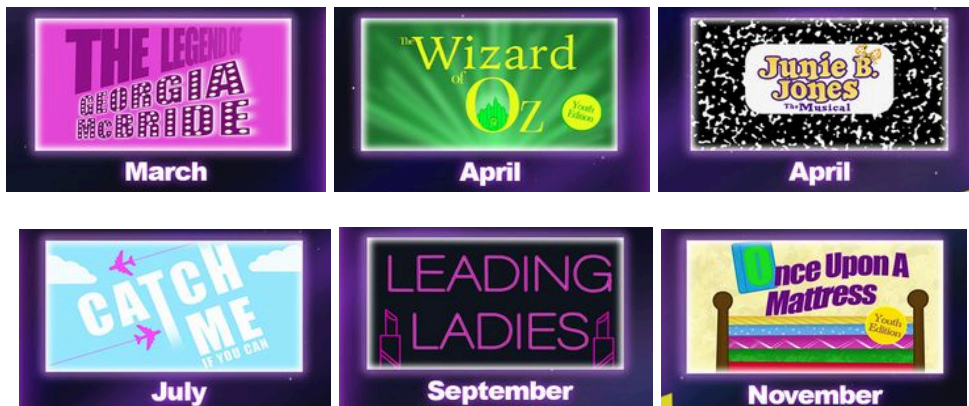 THE LEGEND OF
GEORGIA
McBRIDE
March
The
Wizard
of
Oz
Youth
Edition
April
Junie B.
Jones
The Musical
April
CATCH
ME
IF YOU CAN
July
LEADING
LADIES
September
Once Upon A
Mattress
Youth
Edition
November